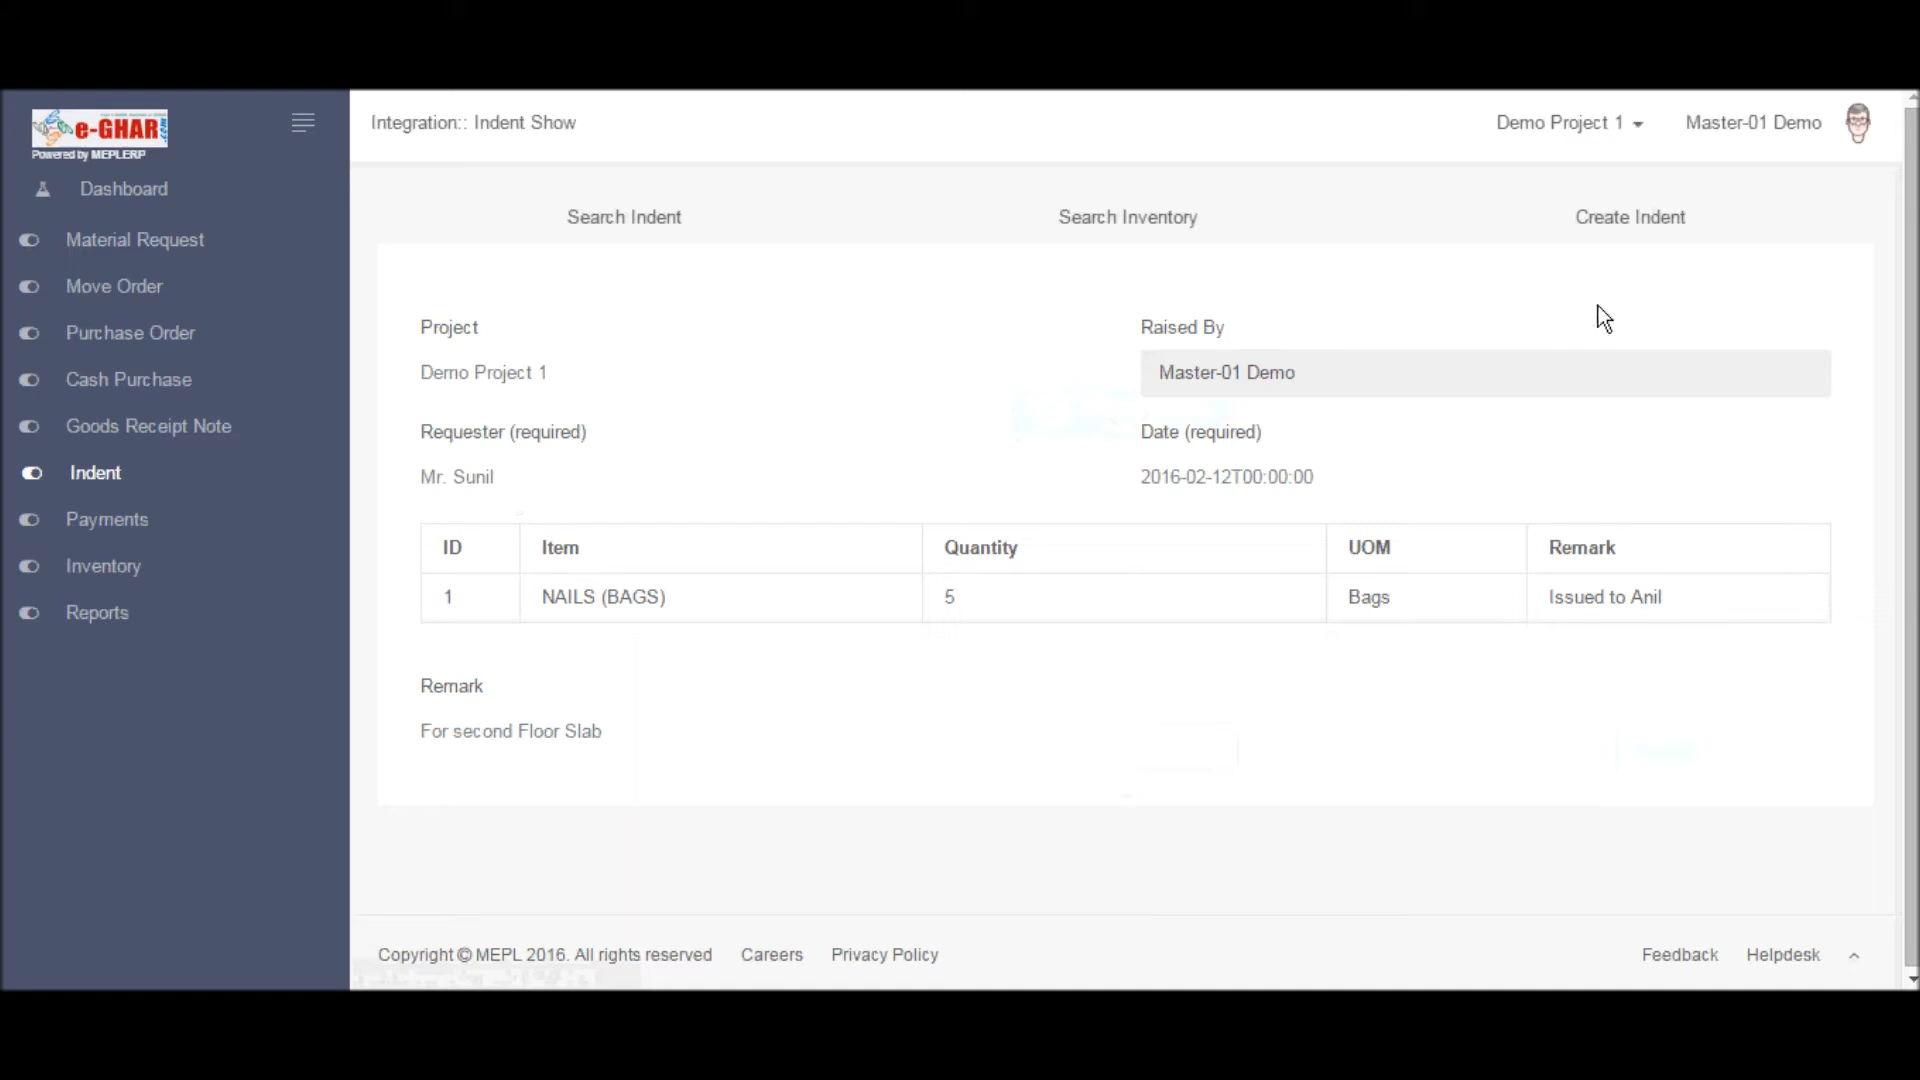 e-GHAR
Powered by MEPLERP
Integration:: Indent Show
Demo Project 1
Master-01 Demo
Dashboard
Material Request
Move Order
Purchase Order
Cash Purchase
Goods Receipt Note
Indent
Payments
Inventory
Reports
Search Indent
Search Inventory
Create Indent
Project
Raised By
Demo Project 1
Master-01 Demo
Requester (required)
Date (required)
Mr. Sunil
2016-02-12T00:00:00
ID Item Quantity UOM Remark
1 NAILS (BAGS) 5 Bags Issued to Anil
Remark
For second Floor Slab
Copyright © MEPL 2016. All rights reserved Careers Privacy Policy Feedback Helpdesk